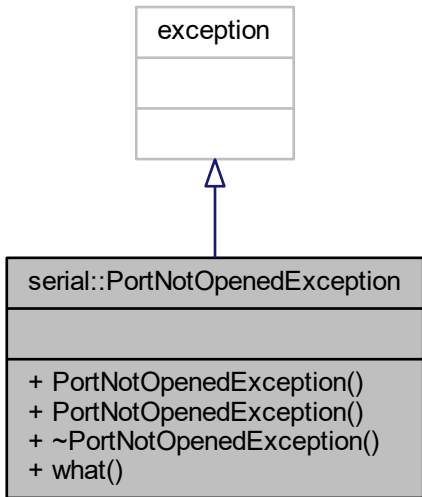 exception
serial::PortNotOpenedException
+ PortNotOpenedException()
+ PortNotOpenedException()
+ ~PortNotOpenedException()
+ what()